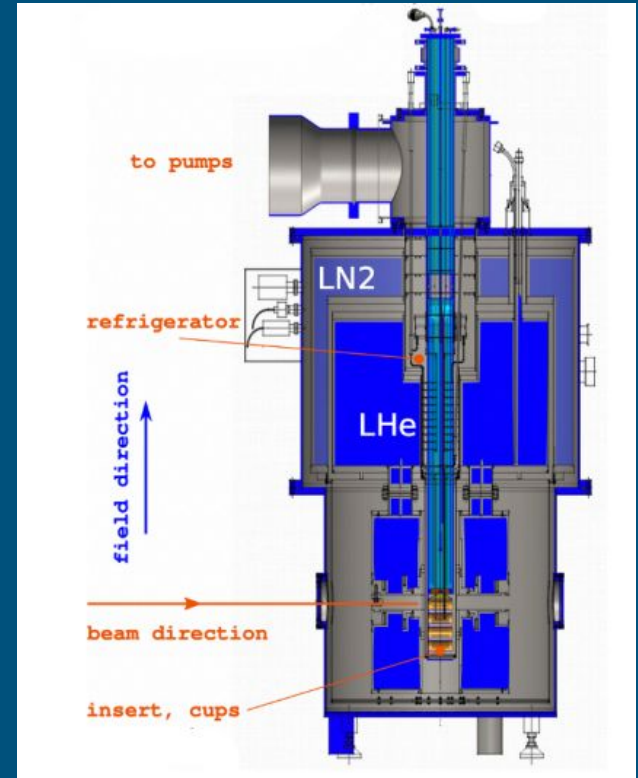 to pumps
LN2
refrigerator
LHe
field direction
beam direction
insert, cups